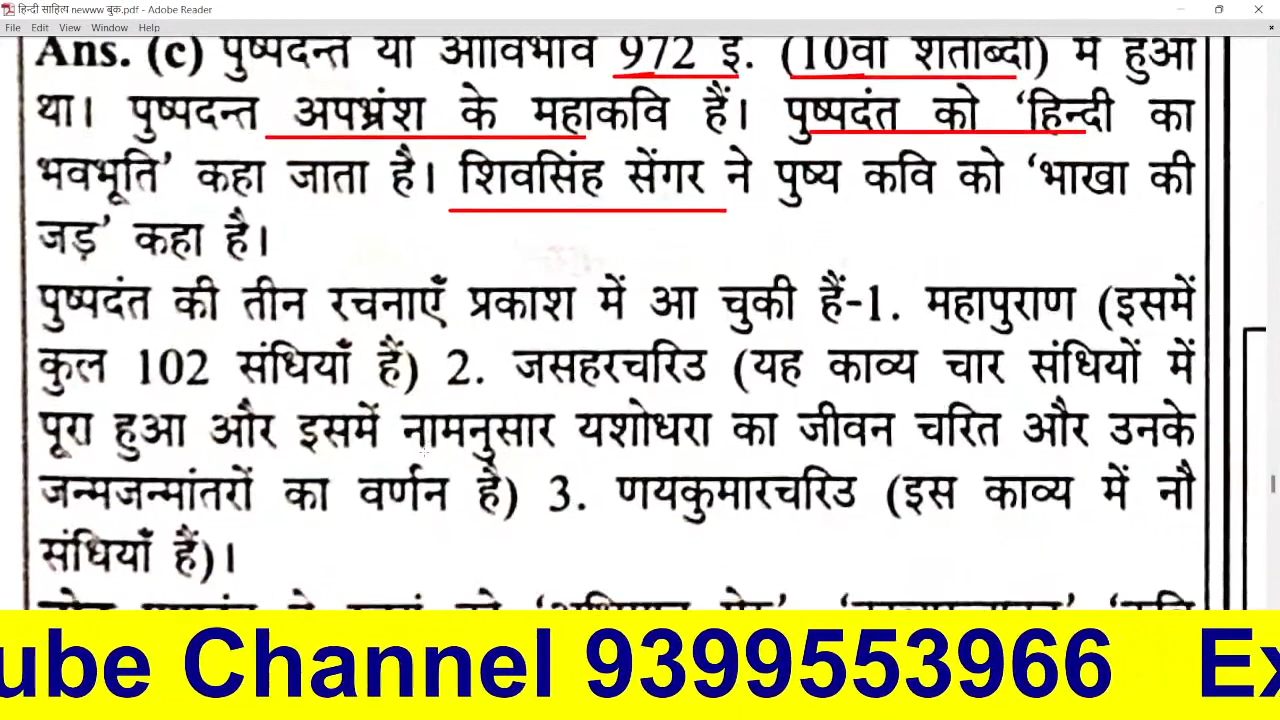 हिन्दी साहित्य newww बुक.pdf - Adobe Reader
File Edit View Window Help
Ans. (c) पुष्पदन्त या आविर्भाव 972 इ. (10वीं शताब्दी) में हुआ
था। पुष्पदन्त अपभ्रंश के महाकवि हैं। पुष्पदंत को ‘हिन्दी का
भवभूति’ कहा जाता है। शिवसिंह सेंगर ने पुष्य कवि को ‘भाखा की
जड़’ कहा है।
पुष्पदंत की तीन रचनाएँ प्रकाश में आ चुकी हैं-1. महापुराण (इसमें
कुल 102 संधियाँ हैं) 2. जसहरचरिउ (यह काव्य चार संधियों में
पूरा हुआ और इसमें नामनुसार यशोधरा का जीवन चरित और उनके
जन्मजन्मांतरों का वर्णन है) 3. णयकुमारचरिउ (इस काव्य में नौ
संधियाँ हैं)।
ube Channel 9399553966 Ex